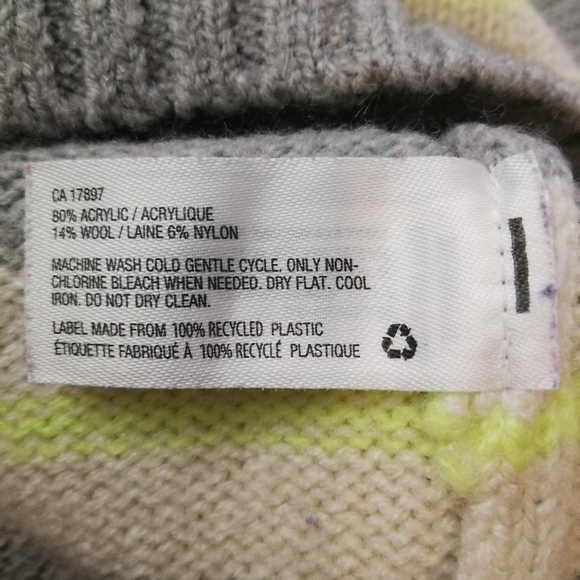 CA 17897
80% ACRYLIC / ACRYLIQUE
14% WOOL / LAINE 6% NYLON
MACHINE WASH COLD GENTLE CYCLE. ONLY NON-
CHLORINE BLEACH WHEN NEEDED. DRY FLAT. COOL
IRON. DO NOT DRY CLEAN.
LABEL MADE FROM 100% RECYCLED PLASTIC
ÉTIQUETTE FABRIQUÉ À 100% RECYCLÉ PLASTIQUE